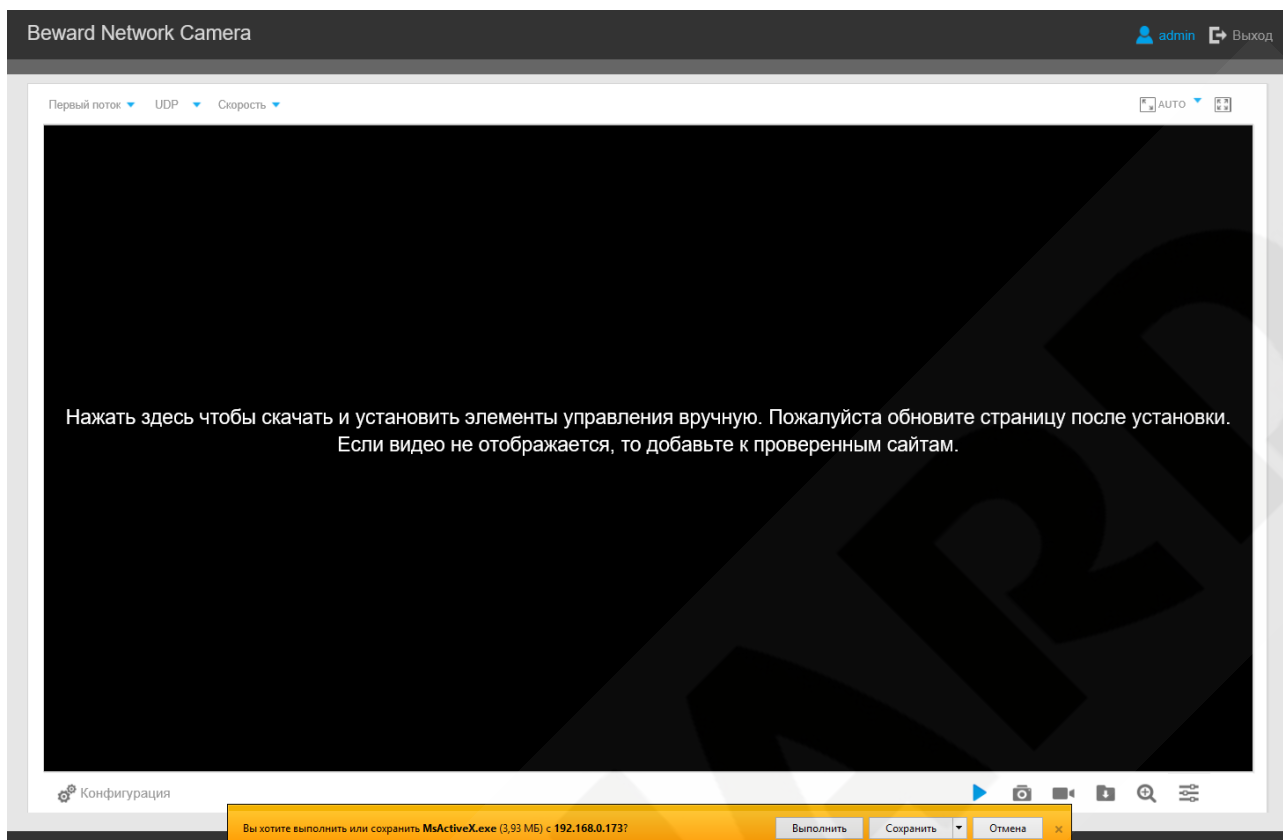 Beward Network Camera
admin Выход
Первый поток UDP Скорость AUTO
Нажать здесь чтобы скачать и установить элементы управления вручную. Пожалуйста обновите страницу после установки.
Если видео не отображается, то добавьте к проверенным сайтам.
Конфигурация
Вы хотите выполнить или сохранить MsActiveX.exe (3,93 МБ) с 192.168.0.173? Выполнить Сохранить Отмена